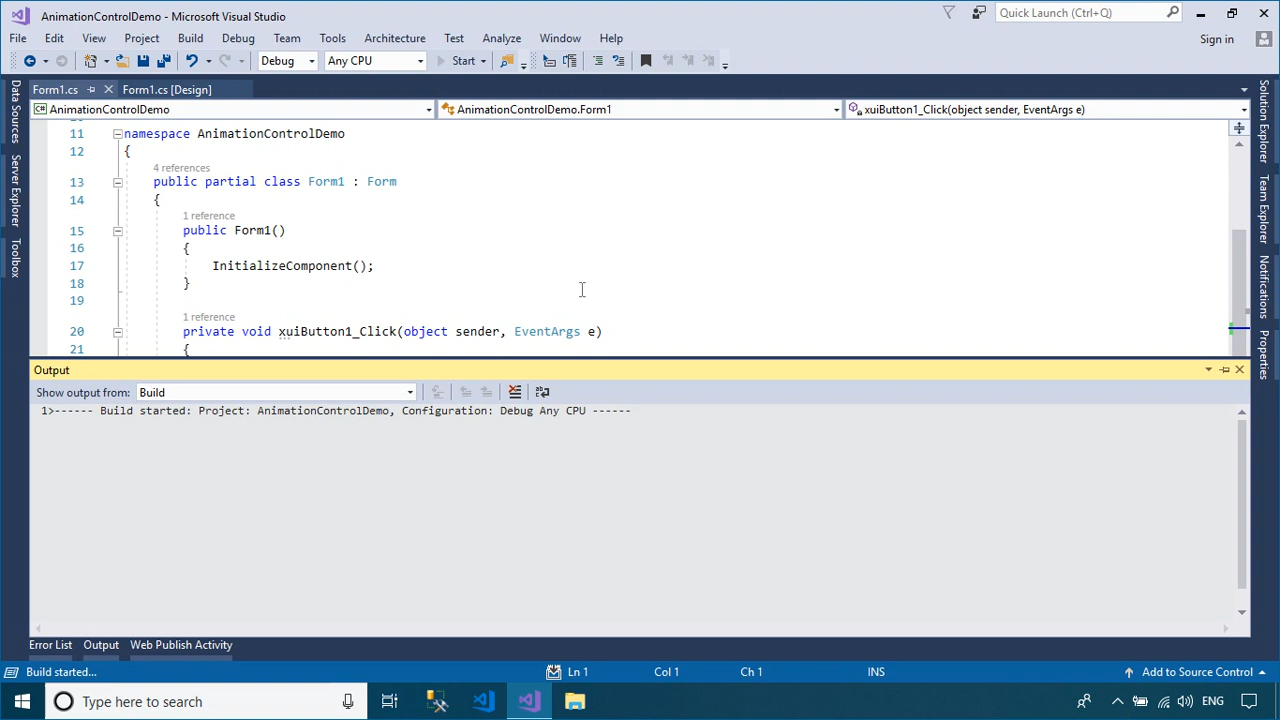 AnimationControlDemo - Microsoft Visual Studio
Quick Launch (Ctrl+Q)
File Edit View Project Build Debug Team Tools Architecture Test Analyze Window Help
Sign in
Debug Any CPU Start
Form1.cs Form1.cs [Design]
AnimationControlDemo AnimationControlDemo.Form1 xuiButton1_Click(object sender, EventArgs e)
Data Sources
Server Explorer
Toolbox
11 namespace AnimationControlDemo
12 {
4 references
13 public partial class Form1 : Form
14 {
1 reference
15 public Form1()
16 {
17 InitializeComponent();
18 }
19
1 reference
20 private void xuiButton1_Click(object sender, EventArgs e)
21 {
Solution Explorer
Team Explorer
Notifications
Properties
Output
Show output from: Build
1>------ Build started: Project: AnimationControlDemo, Configuration: Debug Any CPU ------
Error List Output Web Publish Activity
Build started... Ln 1 Col 1 Ch 1 INS Add to Source Control
Type here to search ENG